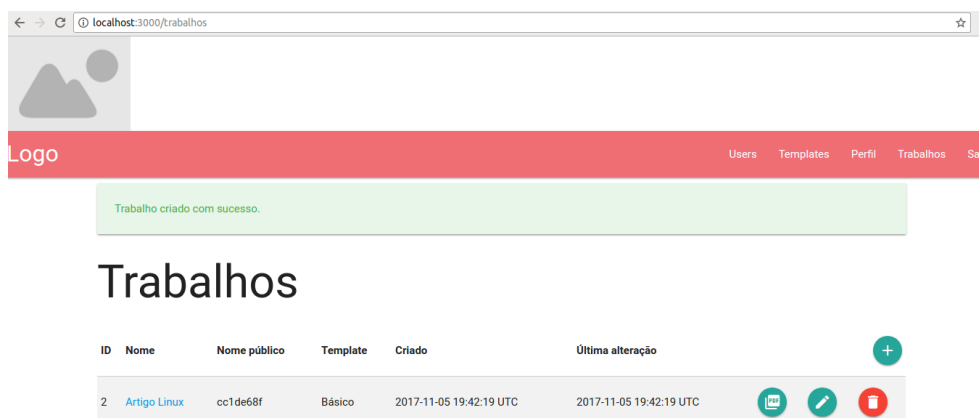 localhost:3000/trabalhos
Logo Users Templates Perfil Trabalhos
Trabalho criado com sucesso.
Trabalhos
ID Nome Nome público Template Criado Última alteração
2 Artigo Linux cc1de68f Básico 2017-11-05 19:42:19 UTC 2017-11-05 19:42:19 UTC PDF